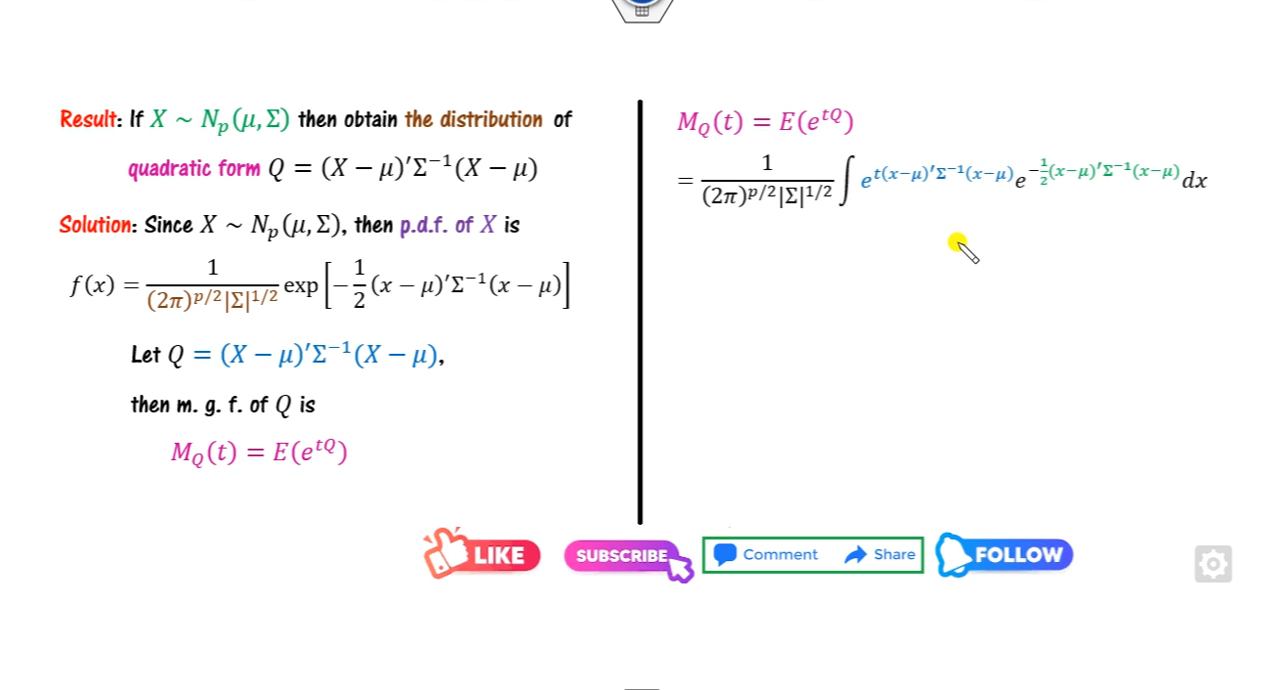 Result: If X ~ Nₚ(μ, Σ) then obtain the distribution of
quadratic form Q = (X − μ)′Σ⁻¹(X − μ)
Solution: Since X ~ Nₚ(μ, Σ), then p.d.f. of X is
f(x) = 1/((2π)^{p/2}|Σ|^{1/2}) exp[−1/2(x − μ)′Σ⁻¹(x − μ)]
Let Q = (X − μ)′Σ⁻¹(X − μ),
then m. g. f. of Q is
M_Q(t) = E(e^{tQ})
M_Q(t) = E(e^{tQ})
= 1/((2π)^{p/2}|Σ|^{1/2}) ∫ e^{t(x−μ)′Σ⁻¹(x−μ)} e^{−1/2(x−μ)′Σ⁻¹(x−μ)} dx
LIKE
SUBSCRIBE
Comment
Share
FOLLOW